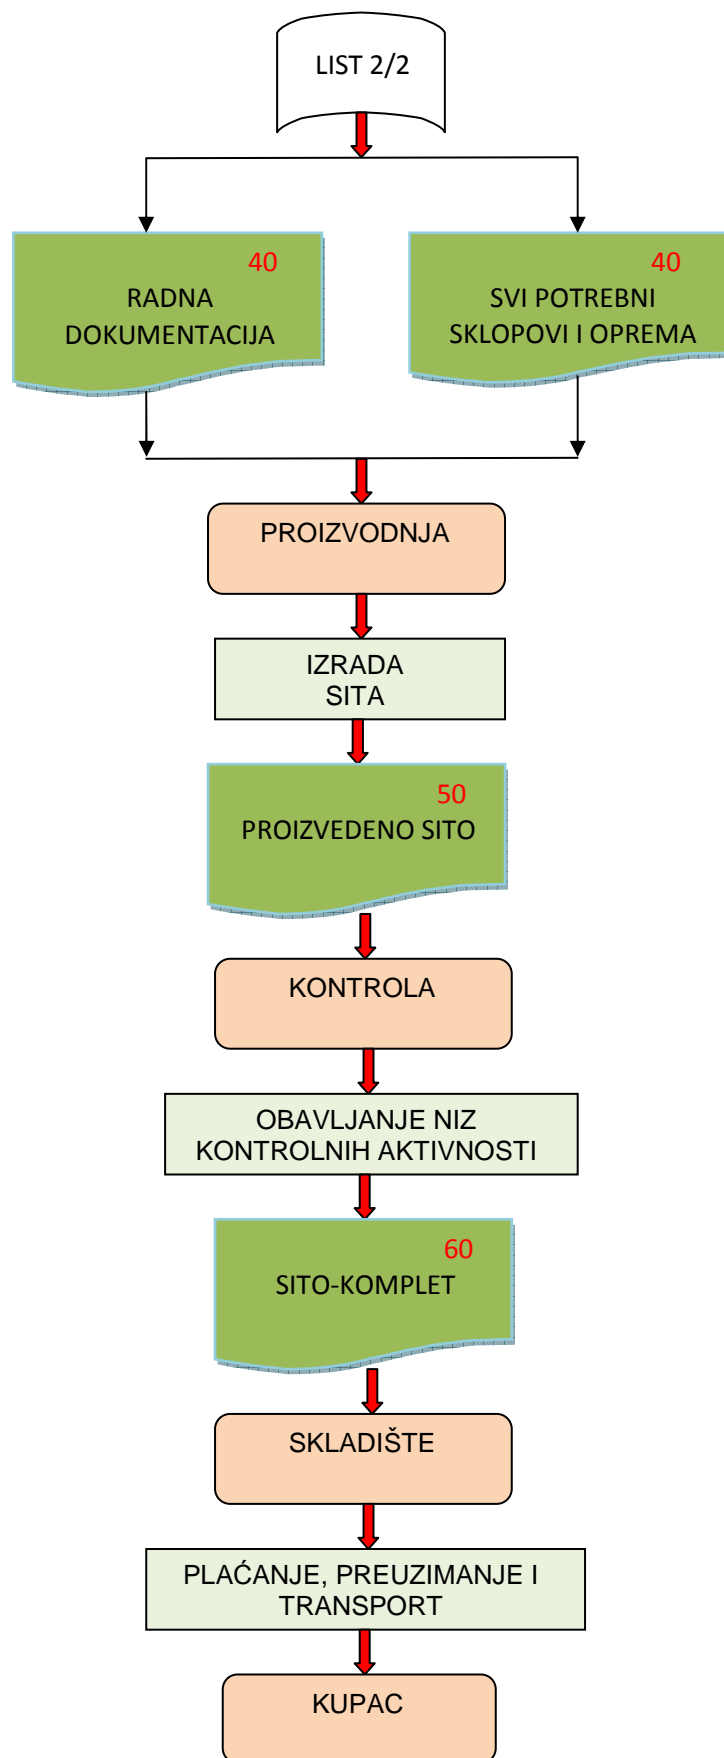 LIST 2/2
40
RADNA
DOKUMENTACIJA
40
SVI POTREBNI
SKLOPOVI I OPREMA
PROIZVODNJA
IZRADA
SITA
50
PROIZVEDENO SITO
KONTROLA
OBAVLJANJE NIZ
KONTROLNIH AKTIVNOSTI
60
SITO-KOMPLET
SKLADIŠTE
PLAĆANJE, PREUZIMANJE I
TRANSPORT
KUPAC